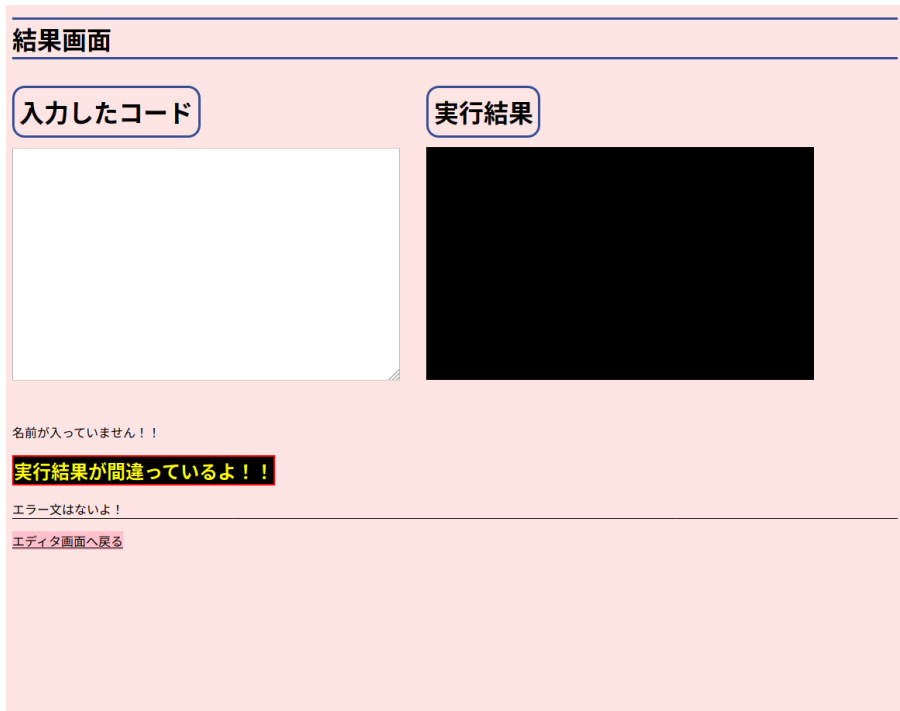 結果画面
入力したコード
実行結果
名前が入っていません！！
実行結果が間違っているよ！！
エラー文はないよ！
エディタ画面へ戻る